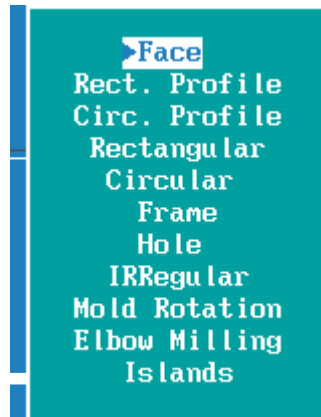 ►Face
Rect. Profile
Circ. Profile
Rectangular
Circular
Frame
Hole
IRRegular
Mold Rotation
Elbow Milling
Islands